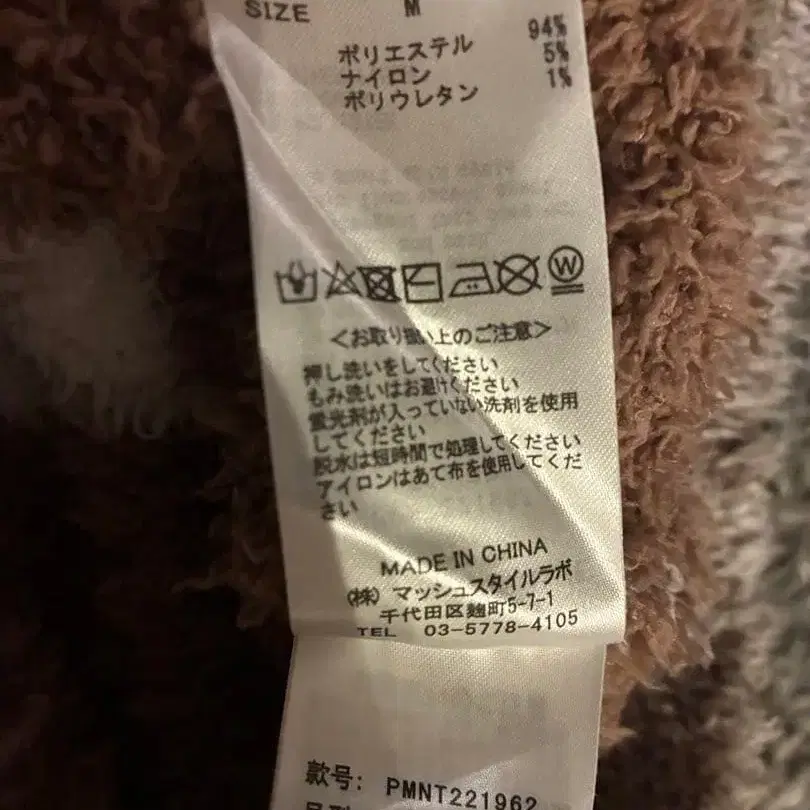 SIZE M
ポリエステル 94%
ナイロン 5%
ポリウレタン 1%
W
<お取り扱い上のご注意>
押し洗いをしてください
もみ洗いはお避けください
蛍光剤が入っていない洗剤を使用
してください
脱水は短時間で処理してください
アイロンはあて布を使用してくだ
さい
MADE IN CHINA
(株) マッシュスタイルラボ
千代田区麹町5-7-1
TEL 03-5778-4105
款号: PMNT221962